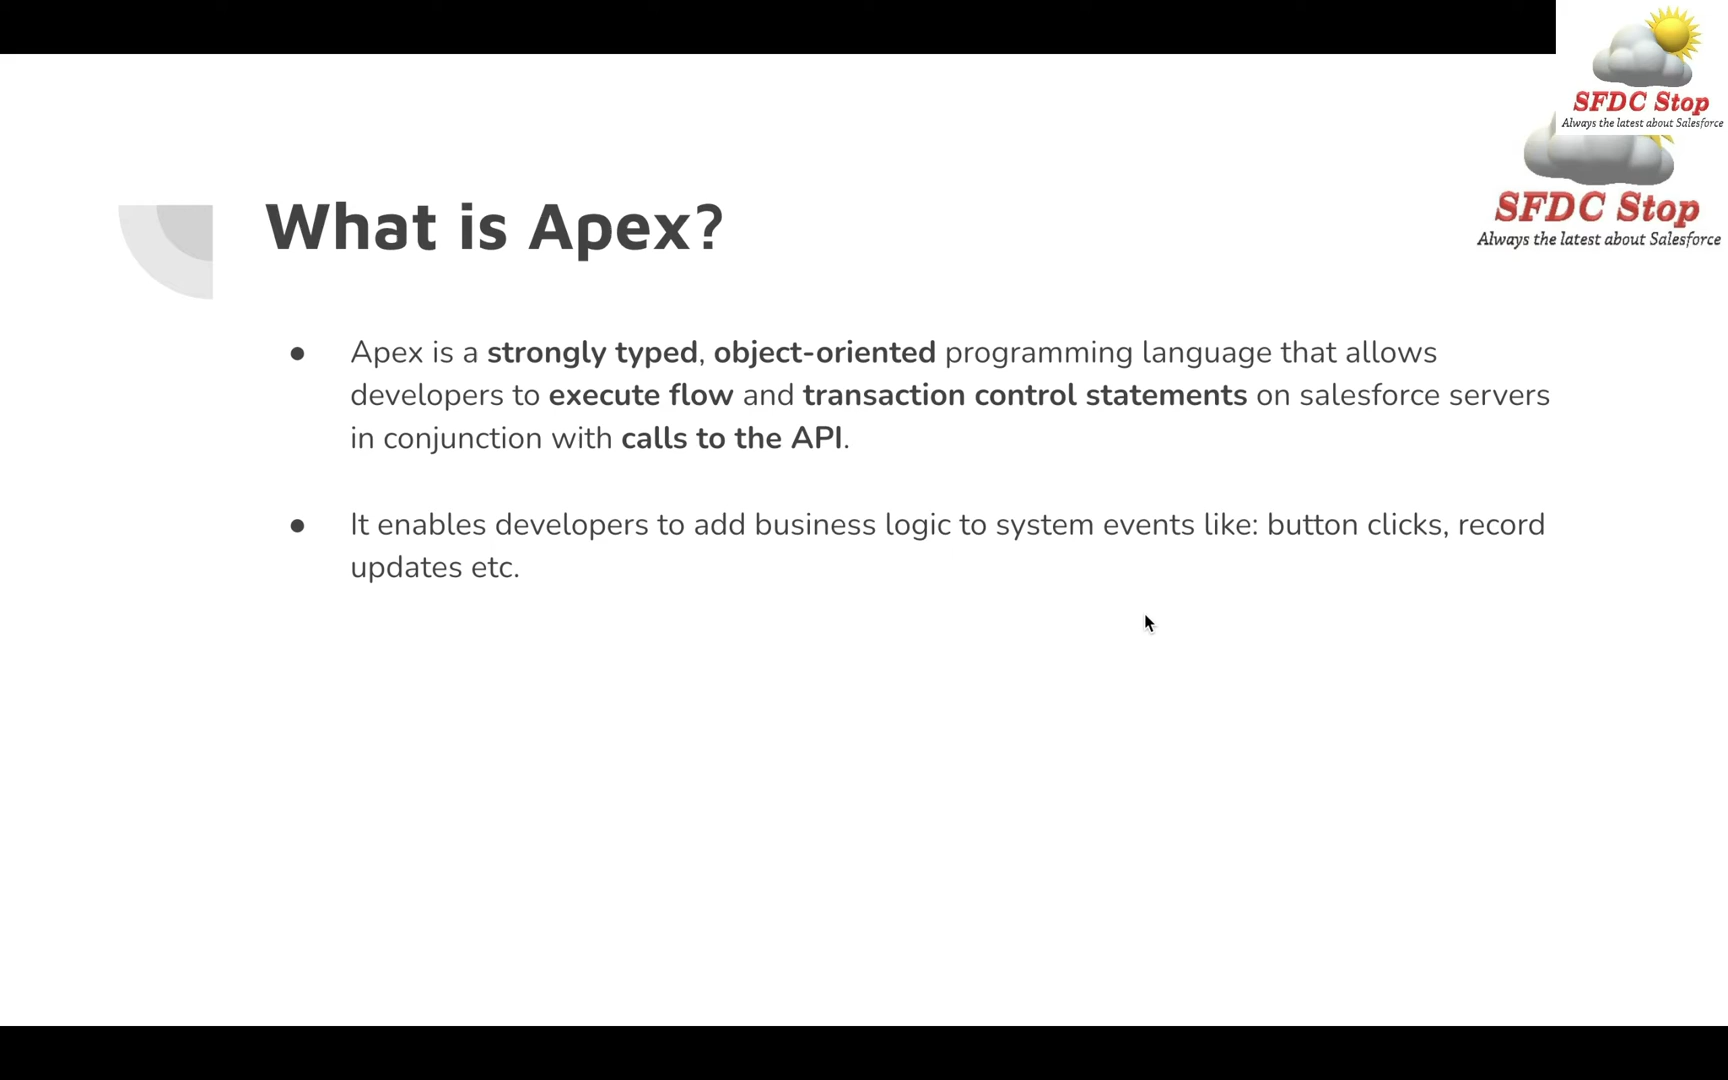 SFDC Stop
Always the latest about Salesforce
SFDC Stop
Always the latest about Salesforce
What is Apex?
● Apex is a strongly typed, object-oriented programming language that allows
developers to execute flow and transaction control statements on salesforce servers
in conjunction with calls to the API.
● It enables developers to add business logic to system events like: button clicks, record
updates etc.